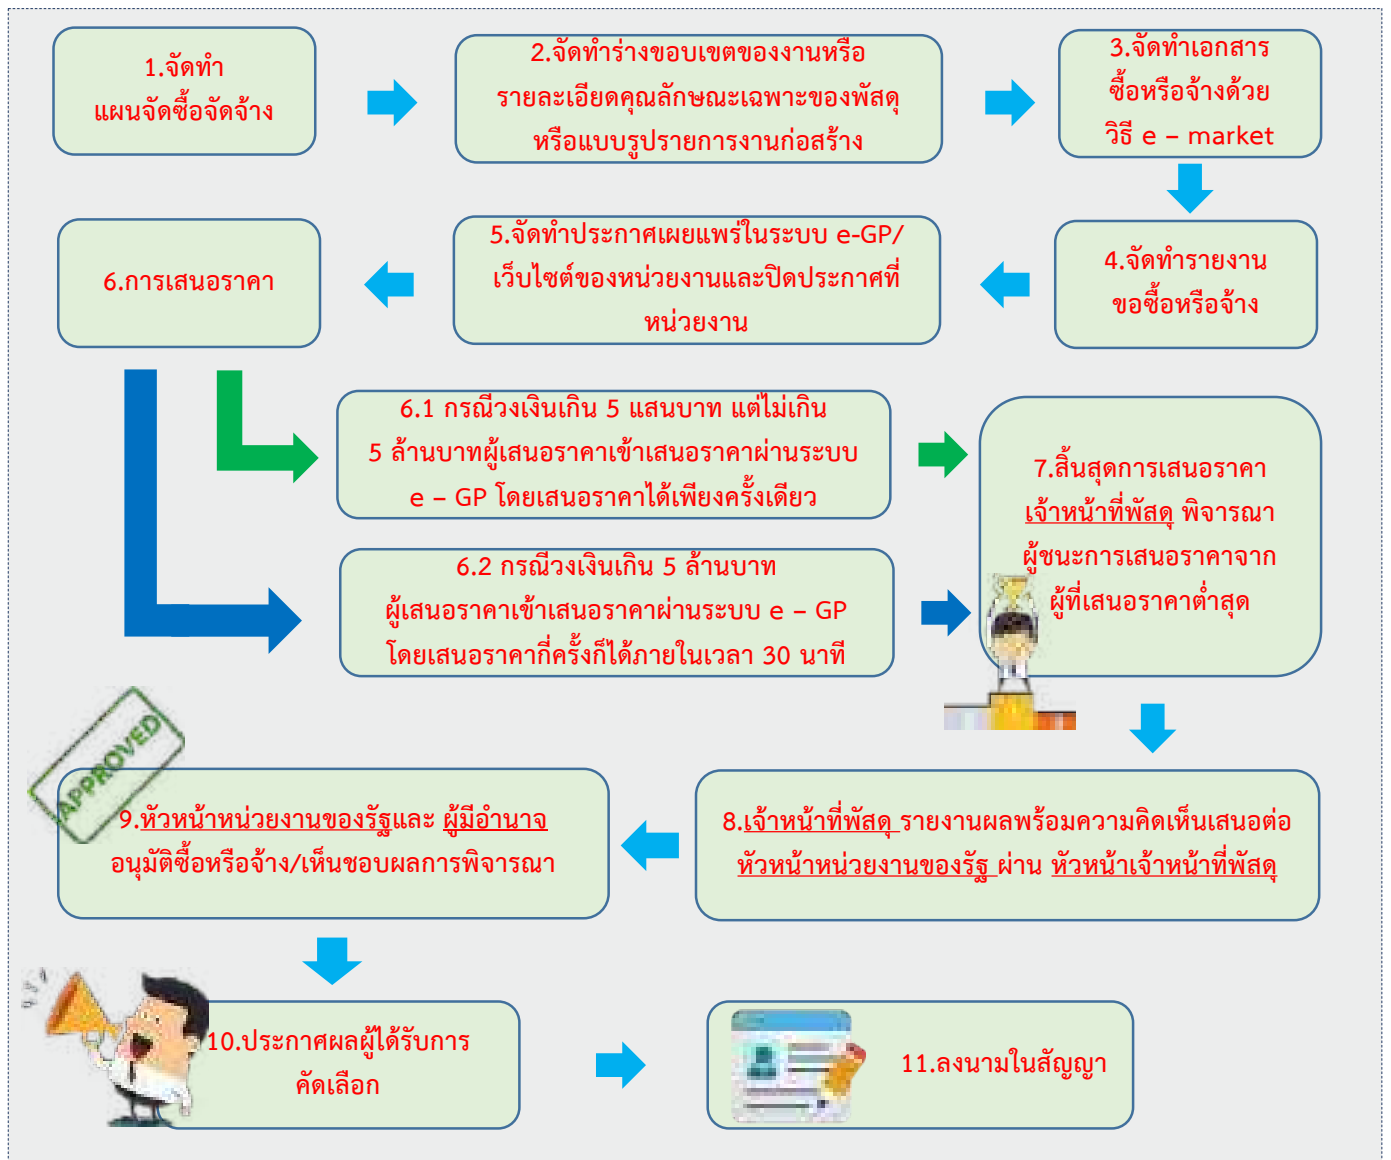 1.จัดทำ
แผนจัดซื้อจัดจ้าง
2.จัดทำร่างขอบเขตของงานหรือ
รายละเอียดคุณลักษณะเฉพาะของพัสดุ
หรือแบบรูปรายการงานก่อสร้าง
3.จัดทำเอกสาร
ซื้อหรือจ้างด้วย
วิธี e – market
4.จัดทำรายงาน
ขอซื้อหรือจ้าง
5.จัดทำประกาศเผยแพร่ในระบบ e-GP/
เว็บไซต์ของหน่วยงานและปิดประกาศที่
หน่วยงาน
6.การเสนอราคา
6.1 กรณีวงเงินเกิน 5 แสนบาท แต่ไม่เกิน
5 ล้านบาทผู้เสนอราคาเข้าเสนอราคาผ่านระบบ
e – GP โดยเสนอราคาได้เพียงครั้งเดียว
6.2 กรณีวงเงินเกิน 5 ล้านบาท
ผู้เสนอราคาเข้าเสนอราคาผ่านระบบ e – GP
โดยเสนอราคากี่ครั้งก็ได้ภายในเวลา 30 นาที
7.สิ้นสุดการเสนอราคา
เจ้าหน้าที่พัสดุ พิจารณา
ผู้ชนะการเสนอราคาจาก
ผู้ที่เสนอราคาต่ำสุด
8.เจ้าหน้าที่พัสดุ รายงานผลพร้อมความคิดเห็นเสนอต่อ
หัวหน้าหน่วยงานของรัฐ ผ่าน หัวหน้าเจ้าหน้าที่พัสดุ
APPROVED
9.หัวหน้าหน่วยงานของรัฐและ ผู้มีอำนาจ
อนุมัติซื้อหรือจ้าง/เห็นชอบผลการพิจารณา
10.ประกาศผลผู้ได้รับการ
คัดเลือก
11.ลงนามในสัญญา